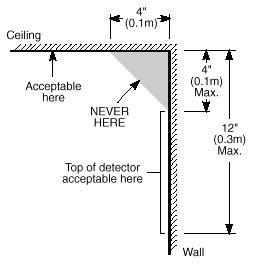 4"
(0.1m)
Ceiling
Acceptable
here
4"
(0.1m)
Max.
NEVER
HERE
12"
(0.3m)
Max.
Top of detector
acceptable here
Wall